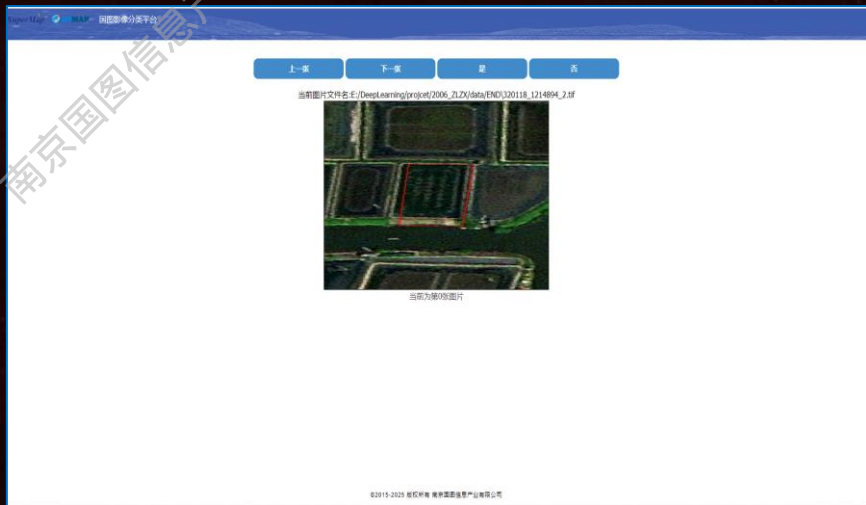 SuperMap GTMAP 国图影像分类平台
上一张 下一张 是 否
当前图片文件名:E:/DeepLearning/projcet/2006_ZLZX/data/END\320118_1214894_2.tif
当前为第0张图片
©2015-2025 版权所有 南京国图信息产业有限公司
南京国图信息产